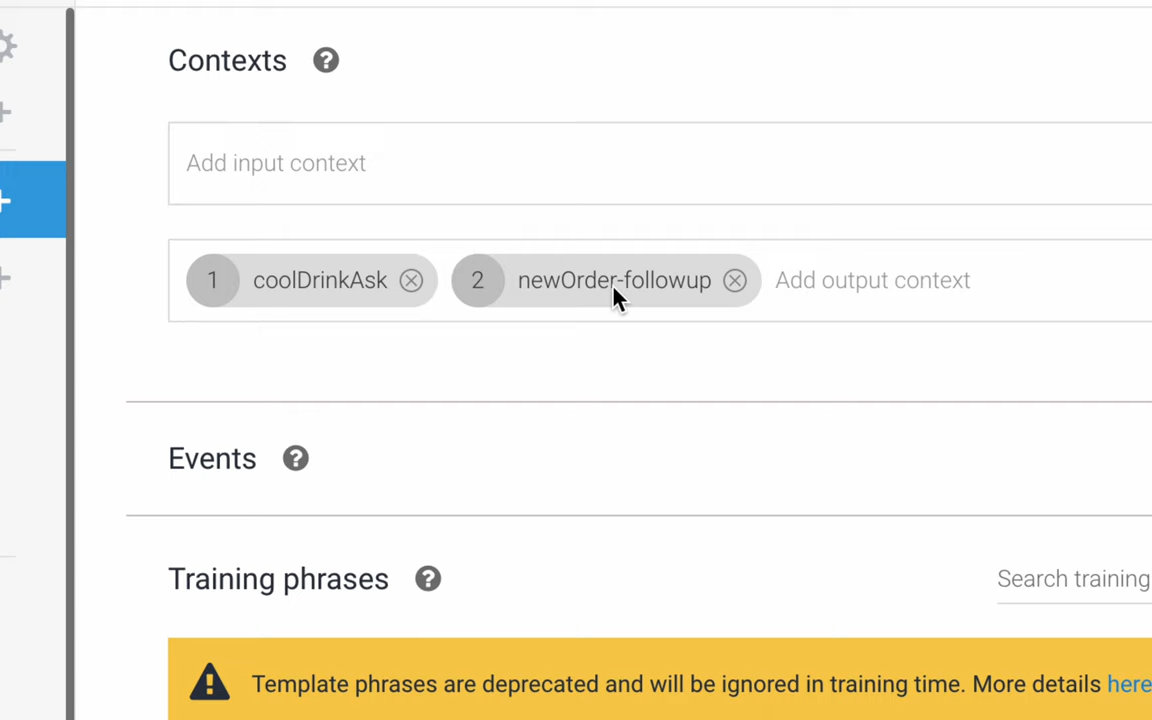 Contexts ?
Add input context
1 coolDrinkAsk 2 newOrder-followup Add output context
Events ?
Training phrases ? Search training
Template phrases are deprecated and will be ignored in training time. More details here